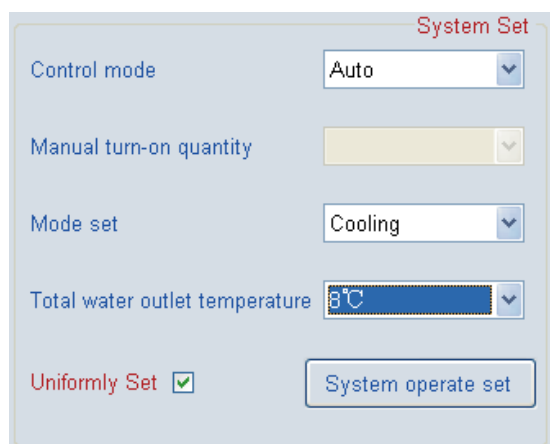 System Set
Control mode Auto
Manual turn-on quantity
Mode set Cooling
Total water outlet temperature 8℃
Uniformly Set System operate set